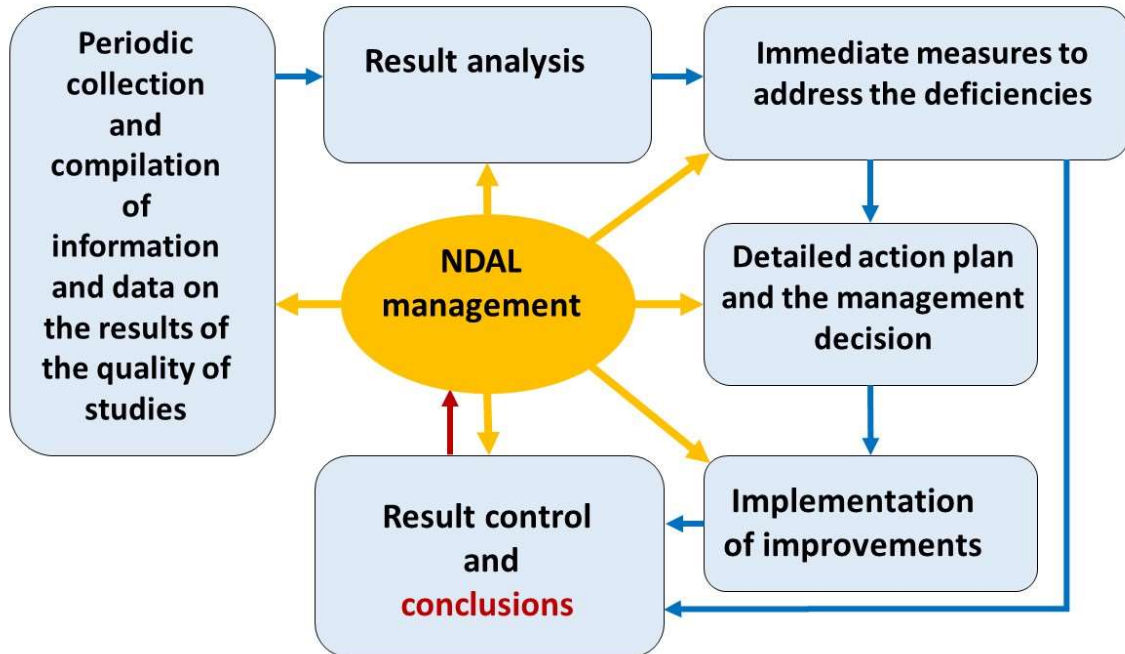 Periodic
collection
and
compilation
of
information
and data on
the results of
the quality of
studies
Result analysis
Immediate measures to
address the deficiencies
NDAL
management
Detailed action plan
and the management
decision
Result control
and
conclusions
Implementation
of improvements